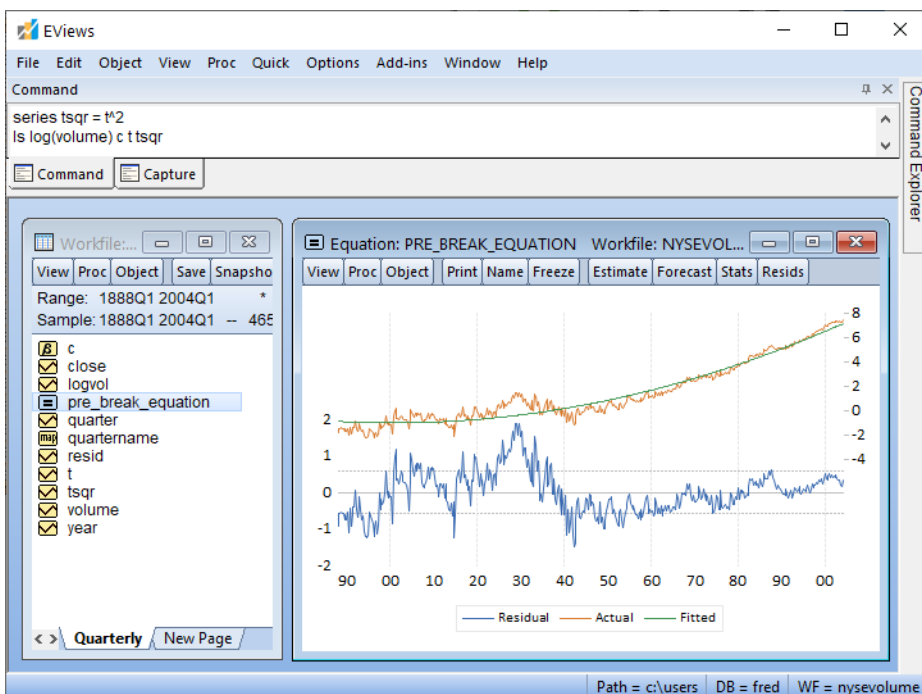 EViews
File Edit Object View Proc Quick Options Add-ins Window Help
Command
series tsqr = t^2
ls log(volume) c t tsqr
Command Capture
Command Explorer
Workfile:...
View Proc Object Save Snapsho
Range: 1888Q1 2004Q1 *
Sample: 1888Q1 2004Q1 -- 465
β c
close
logvol
pre_break_equation
quarter
map quartername
resid
t
tsqr
volume
year
< > Quarterly New Page
Equation: PRE_BREAK_EQUATION Workfile: NYSEVOL...
View Proc Object Print Name Freeze Estimate Forecast Stats Resids
8
6
4
2
0
-2
-4
2
1
0
-1
-2
90 00 10 20 30 40 50 60 70 80 90 00
Residual Actual Fitted
Path = c:\users DB = fred WF = nysevolume